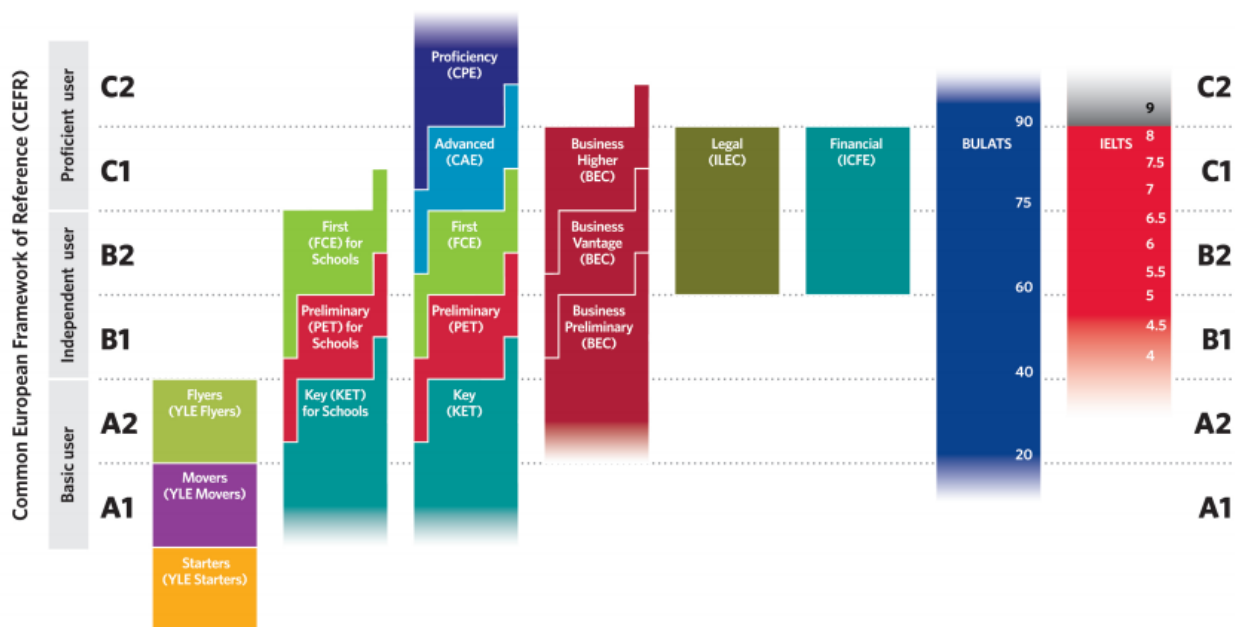 Common European Framework of Reference (CEFR)
Proficient user
Independent user
Basic user
C2
C1
B2
B1
A2
A1
Flyers
(YLE Flyers)
Movers
(YLE Movers)
Starters
(YLE Starters)
First
(FCE) for
Schools
Preliminary
(PET) for
Schools
Key (KET)
for Schools
Proficiency
(CPE)
Advanced
(CAE)
First
(FCE)
Preliminary
(PET)
Key
(KET)
Business
Higher
(BEC)
Business
Vantage
(BEC)
Business
Preliminary
(BEC)
Legal
(ILEC)
Financial
(ICFE)
BULATS
90
75
60
40
20
IELTS
9
8
7.5
7
6.5
6
5.5
5
4.5
4
C2
C1
B2
B1
A2
A1